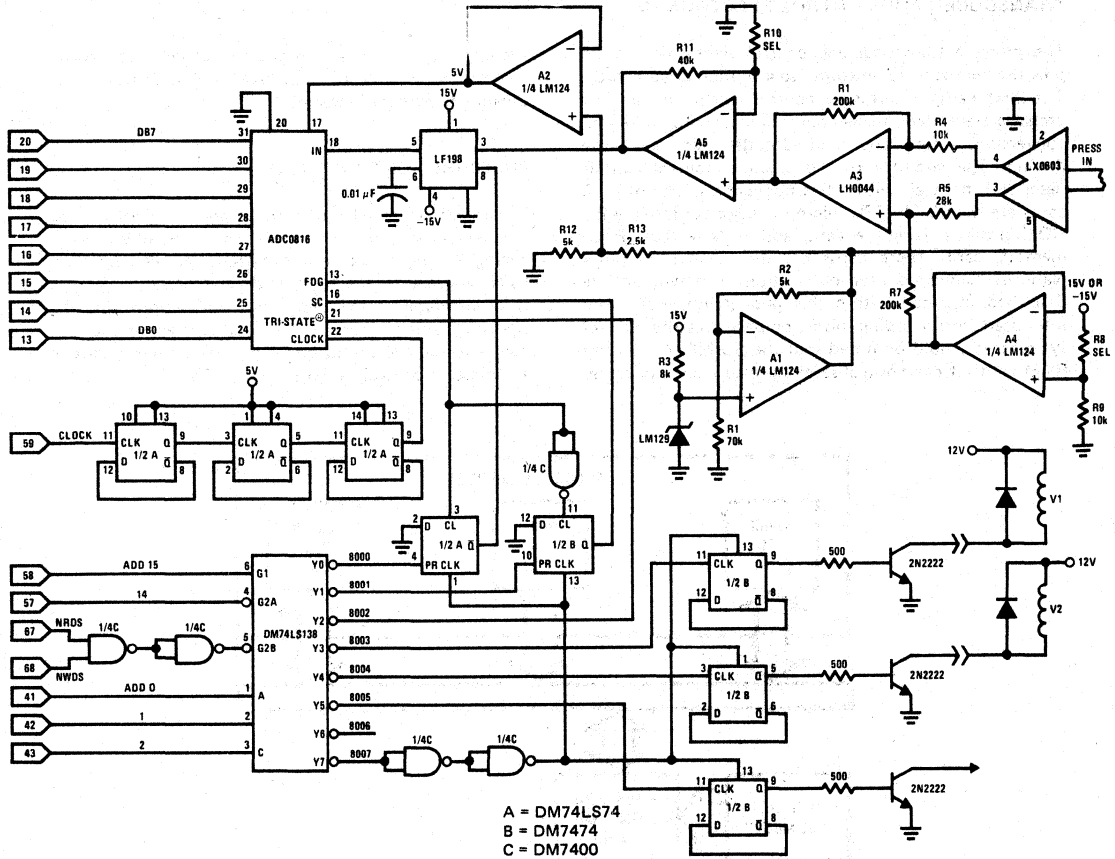 R10
SEL
R11
40k
5V
A2
1/4 LM124
15V
A5
1/4 LM124
R1
200k
R4
10k
PRESS
IN
LX0603
2
4
3
5
A3
LH0044
R5
28k
20
17
18
IN
5
1
3
LF198
6
4
8
0.01 µF
-15V
20
DB7
31
19
30
18
29
17
28
16
27
15
26
14
25
13
DB0
24
ADC0816
FDG
13
SC
16
TRI-STATE®
21
CLOCK
22
R12
5k
R13
2.5k
R2
5k
15V
R3
8k
A1
1/4 LM124
LM129
R1
70k
R7
200k
A4
1/4 LM124
15V OR
-15V
R8
SEL
R9
10k
5V
59
CLOCK
10
13
11
CLK
Q
9
1/2 A
12
D
Q
8
1
4
3
CLK
Q
5
1/2 A
2
D
Q
6
14
13
11
CLK
Q
9
1/2 A
12
D
Q
8
1/4 C
2
D
3
CL
1/2 A
Q
4
PR CLK
1
12
D
11
CL
1/2 B
Q
10
PR CLK
13
58
ADD 15
6
G1
57
14
4
G2A
67
NRDS
68
NWDS
1/4C
1/4C
5
G2B
41
ADD 0
1
A
42
1
2
43
2
3
C
DM74LS138
Y0
8000
Y1
8001
Y2
8002
Y3
8003
Y4
8004
Y5
8005
Y6
8006
Y7
8007
1/4C
1/4C
13
11
CLK
Q
9
1/2 B
12
D
Q
8
500
2N2222
12V
V1
1
3
CLK
Q
5
1/2 B
2
D
Q
6
500
2N2222
12V
V2
13
11
CLK
Q
9
1/2 B
12
D
Q
8
500
2N2222
A = DM74LS74
B = DM7474
C = DM7400